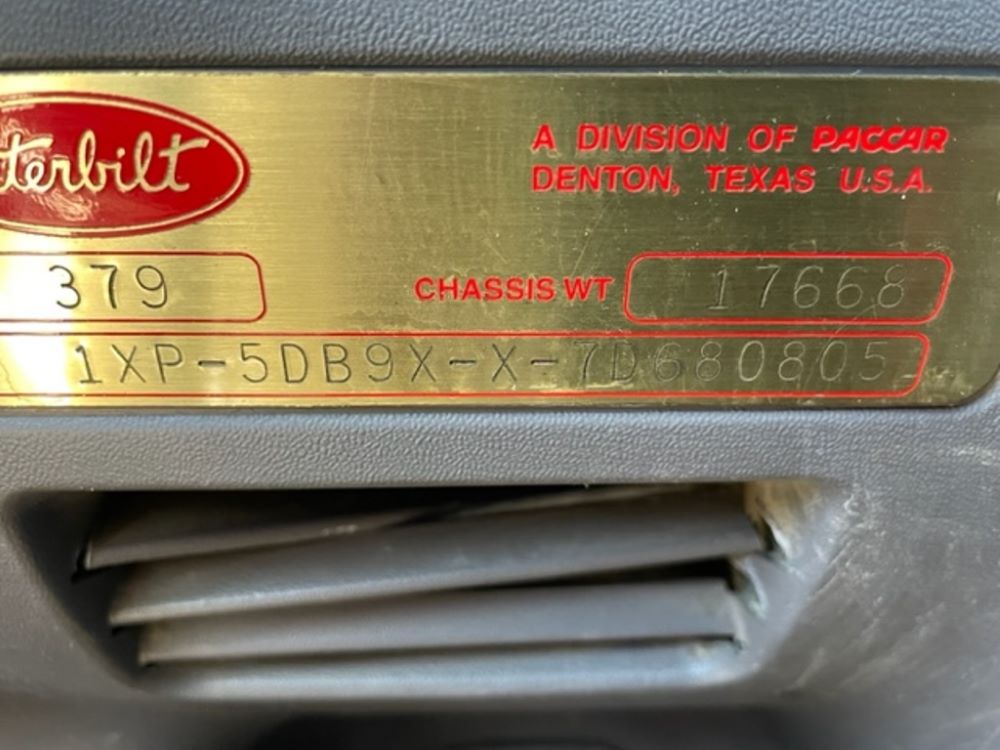 terbilt
A DIVISION OF PACCAR
DENTON, TEXAS U.S.A.
379 CHASSIS WT 17668
1XP-5DB9X-X-7D680805